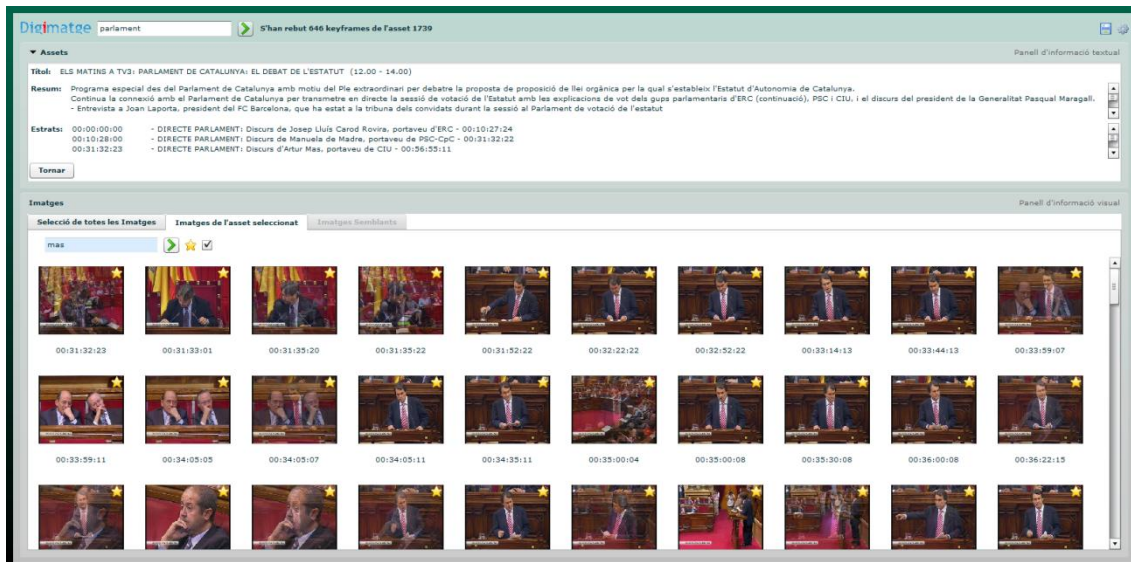 Digimatge parlament S'han rebut 646 keyframes de l'asset 1739
▼ Assets Panell d'informació textual
Títol: ELS MATINS A TV3: PARLAMENT DE CATALUNYA: EL DEBAT DE L'ESTATUT (12.00 - 14.00)
Resum: Programa especial des del Parlament de Catalunya amb motiu del Ple extraordinari per debatre la proposta de proposició de llei orgànica per la qual s'estableix l'Estatut d'Autonomia de Catalunya.
Continua la connexió amb el Parlament de Catalunya per transmetre en directe la sessió de votació de l'Estatut amb les explicacions de vot dels gups parlamentaris d'ERC (continuació), PSC i CIU, i el discurs del president de la Generalitat Pasqual Maragall.
- Entrevista a Joan Laporta, president del FC Barcelona, que ha estat a la tribuna dels convidats durant la sessió al Parlament de votació de l'estatut
Estrats: 00:00:00:00 - DIRECTE PARLAMENT: Discurs de Josep Lluís Carod Rovira, portaveu d'ERC - 00:10:27:24
00:10:28:00 - DIRECTE PARLAMENT: Discurs de Manuela de Madre, portaveu de PSC-CpC - 00:31:32:22
00:31:32:23 - DIRECTE PARLAMENT: Discurs d'Artur Mas, portaveu de CIU - 00:56:55:11
Tornar
Imatges Panell d'informació visual
Selecció de totes les Imatges Imatges de l'asset seleccionat Imatges Semblants
mas
00:31:32:23 00:31:33:01 00:31:35:20 00:31:35:22 00:31:52:22 00:32:22:22 00:32:52:22 00:33:14:13 00:33:44:13 00:33:59:07
00:33:59:11 00:34:05:05 00:34:05:07 00:34:05:11 00:34:35:11 00:35:00:04 00:35:00:08 00:35:30:08 00:36:00:08 00:36:22:15